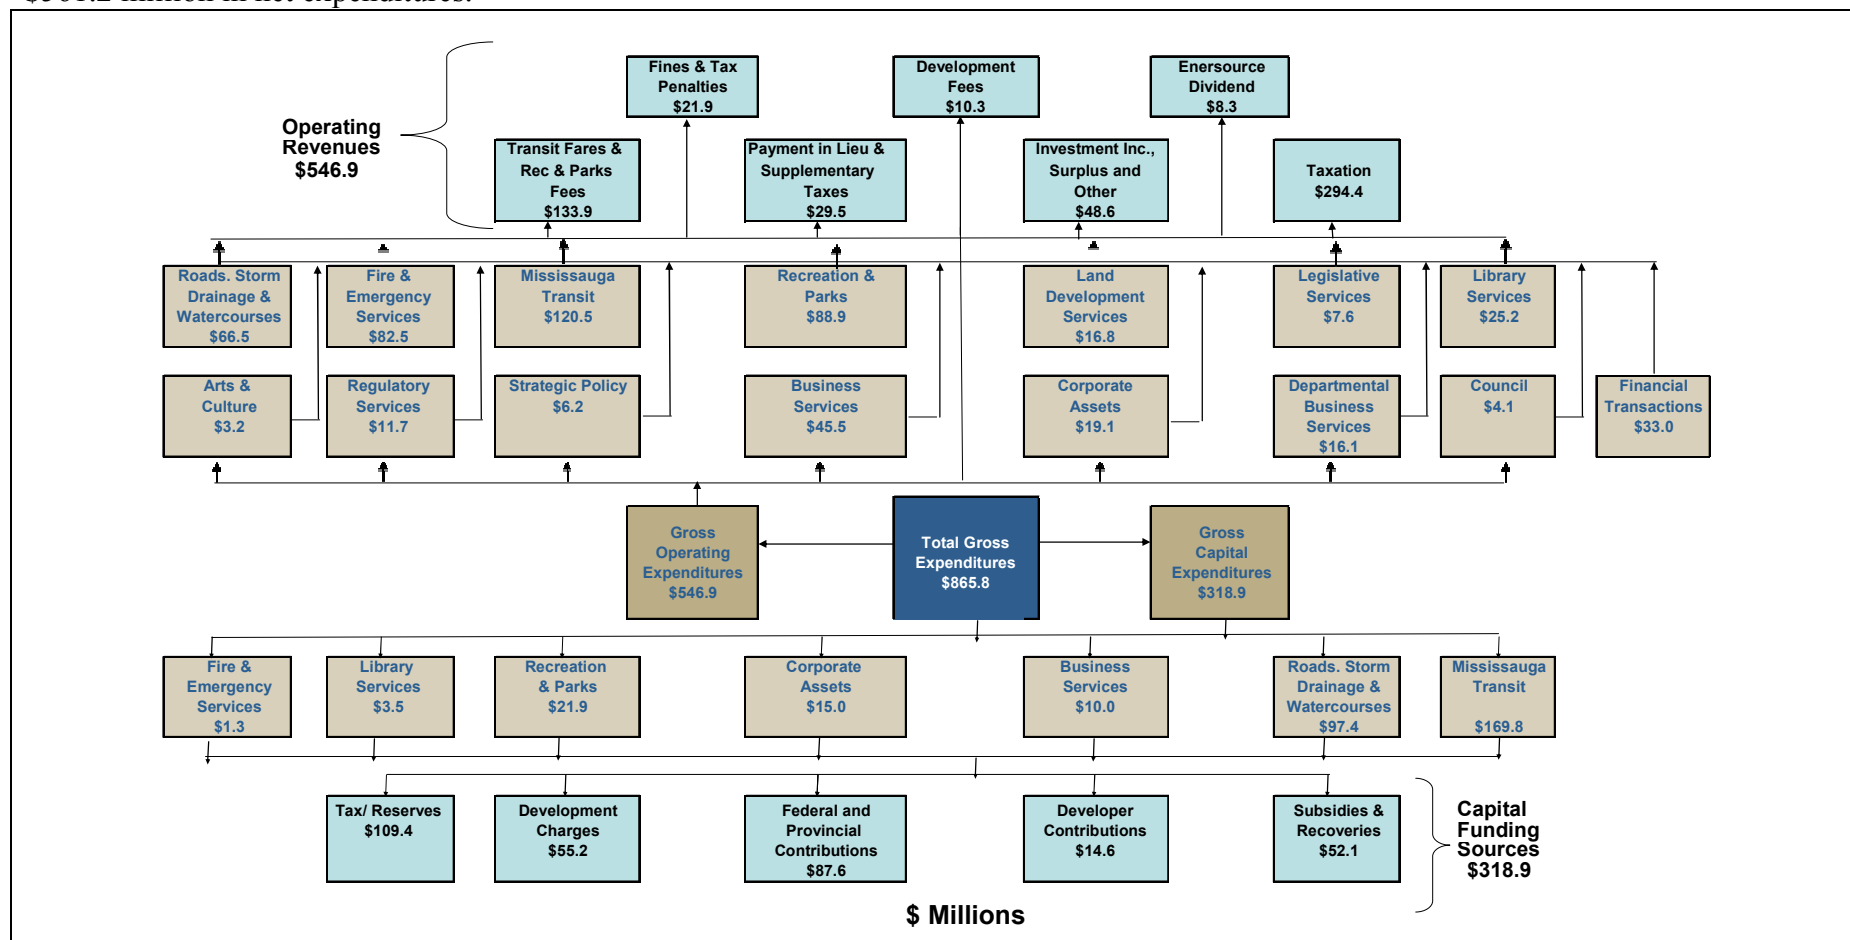 $561.2 million in net expenditures.
Operating
Revenues
$546.9
Fines & Tax
Penalties
$21.9
Development
Fees
$10.3
Enersource
Dividend
$8.3
Transit Fares &
Rec & Parks
Fees
$133.9
Payment in Lieu &
Supplementary
Taxes
$29.5
Investment Inc.,
Surplus and
Other
$48.6
Taxation
$294.4
Roads. Storm
Drainage &
Watercourses
$66.5
Fire &
Emergency
Services
$82.5
Mississauga
Transit
$120.5
Recreation &
Parks
$88.9
Land
Development
Services
$16.8
Legislative
Services
$7.6
Library
Services
$25.2
Arts &
Culture
$3.2
Regulatory
Services
$11.7
Strategic Policy
$6.2
Business
Services
$45.5
Corporate
Assets
$19.1
Departmental
Business
Services
$16.1
Council
$4.1
Financial
Transactions
$33.0
Gross
Operating
Expenditures
$546.9
Total Gross
Expenditures
$865.8
Gross
Capital
Expenditures
$318.9
Fire &
Emergency
Services
$1.3
Library
Services
$3.5
Recreation
& Parks
$21.9
Corporate
Assets
$15.0
Business
Services
$10.0
Roads. Storm
Drainage &
Watercourses
$97.4
Mississauga
Transit
$169.8
Tax/ Reserves
$109.4
Development
Charges
$55.2
Federal and
Provincial
Contributions
$87.6
Developer
Contributions
$14.6
Subsidies &
Recoveries
$52.1
Capital
Funding
Sources
$318.9
$ Millions